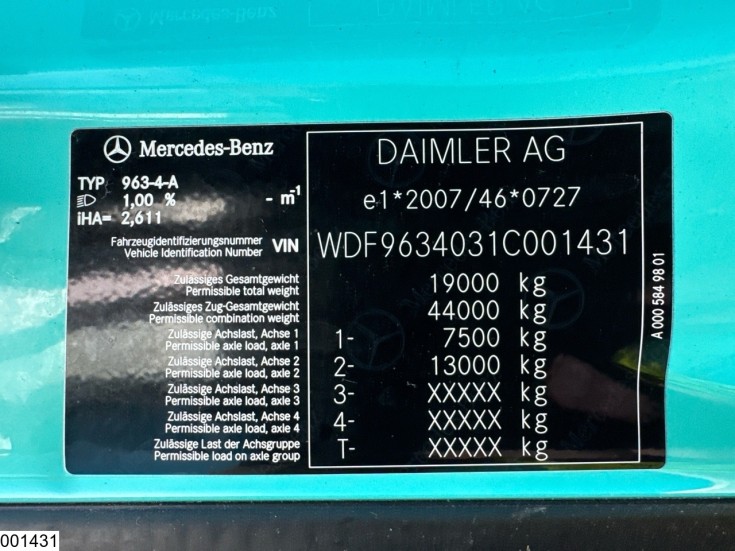 Mercedes-Benz
DAIMLER AG
TYP 963-4-A
1,00 % - m-1
iHA= 2,611
e1*2007/46*0727
Fahrzeugidentifizierungsnummer
Vehicle Identification Number VIN WDF9634031C001431
Zulässiges Gesamtgewicht
Permissible total weight 19000 kg
Zulässiges Zug-Gesamtgewicht
Permissible combination weight 44000 kg
Zulässige Achslast, Achse 1
Permissible axle load, axle 1 1- 7500 kg
Zulässige Achslast, Achse 2
Permissible axle load, axle 2 2- 13000 kg
Zulässige Achslast, Achse 3
Permissible axle load, axle 3 3- XXXXX kg
Zulässige Achslast, Achse 4
Permissible axle load, axle 4 4- XXXXX kg
Zulässige Last der Achsgruppe
Permissible load on axle group T- XXXXX kg
A 000 584 98 01
001431